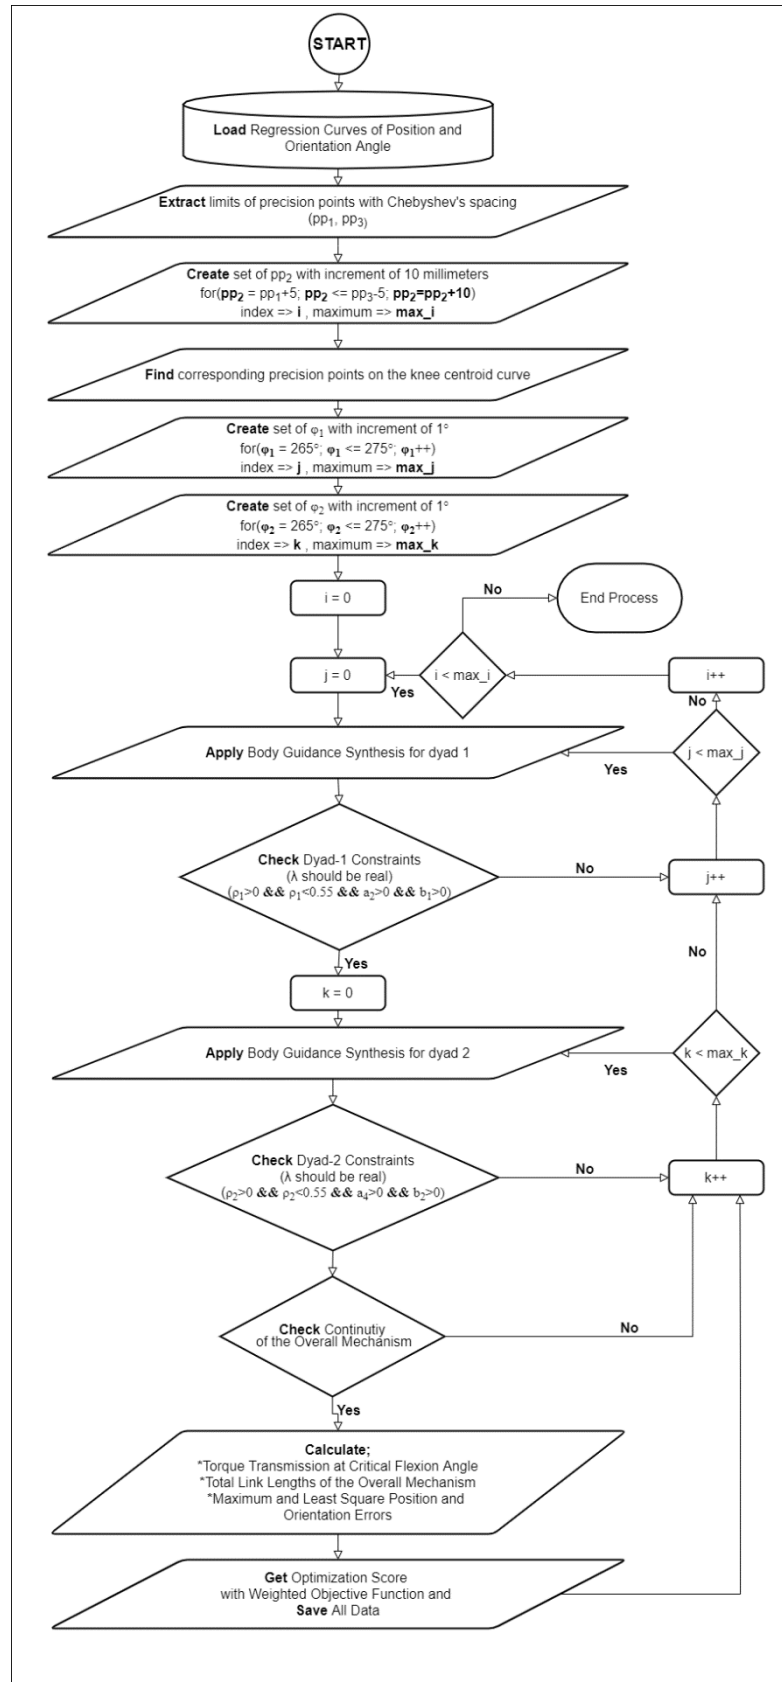 START
Load Regression Curves of Position and
Orientation Angle
Extract limits of precision points with Chebyshev's spacing
(pp₁, pp₃)
Create set of pp₂ with increment of 10 millimeters
for(pp₂ = pp₁+5; pp₂ <= pp₃-5; pp₂=pp₂+10)
index => i , maximum => max_i
Find corresponding precision points on the knee centroid curve
Create set of φ₁ with increment of 1°
for(φ₁ = 265°; φ₁ <= 275°; φ₁++)
index => j , maximum => max_j
Create set of φ₂ with increment of 1°
for(φ₂ = 265°; φ₂ <= 275°; φ₂++)
index => k , maximum => max_k
i = 0
No
End Process
j = 0
Yes
i < max_i
i++
No
Apply Body Guidance Synthesis for dyad 1
Yes
j < max_j
Check Dyad-1 Constraints
(λ should be real)
(ρ₁>0 && ρ₁<0.55 && a₂>0 && b₁>0)
No
j++
Yes
No
k = 0
Apply Body Guidance Synthesis for dyad 2
Yes
k < max_k
Check Dyad-2 Constraints
(λ should be real)
(ρ₂>0 && ρ₂<0.55 && a₄>0 && b₂>0)
No
k++
Check Continutiy
of the Overall Mechanism
No
Yes
Calculate;
*Torque Transmission at Critical Flexion Angle
*Total Link Lengths of the Overall Mechanism
*Maximum and Least Square Position and
Orientation Errors
Get Optimization Score
with Weighted Objective Function and
Save All Data